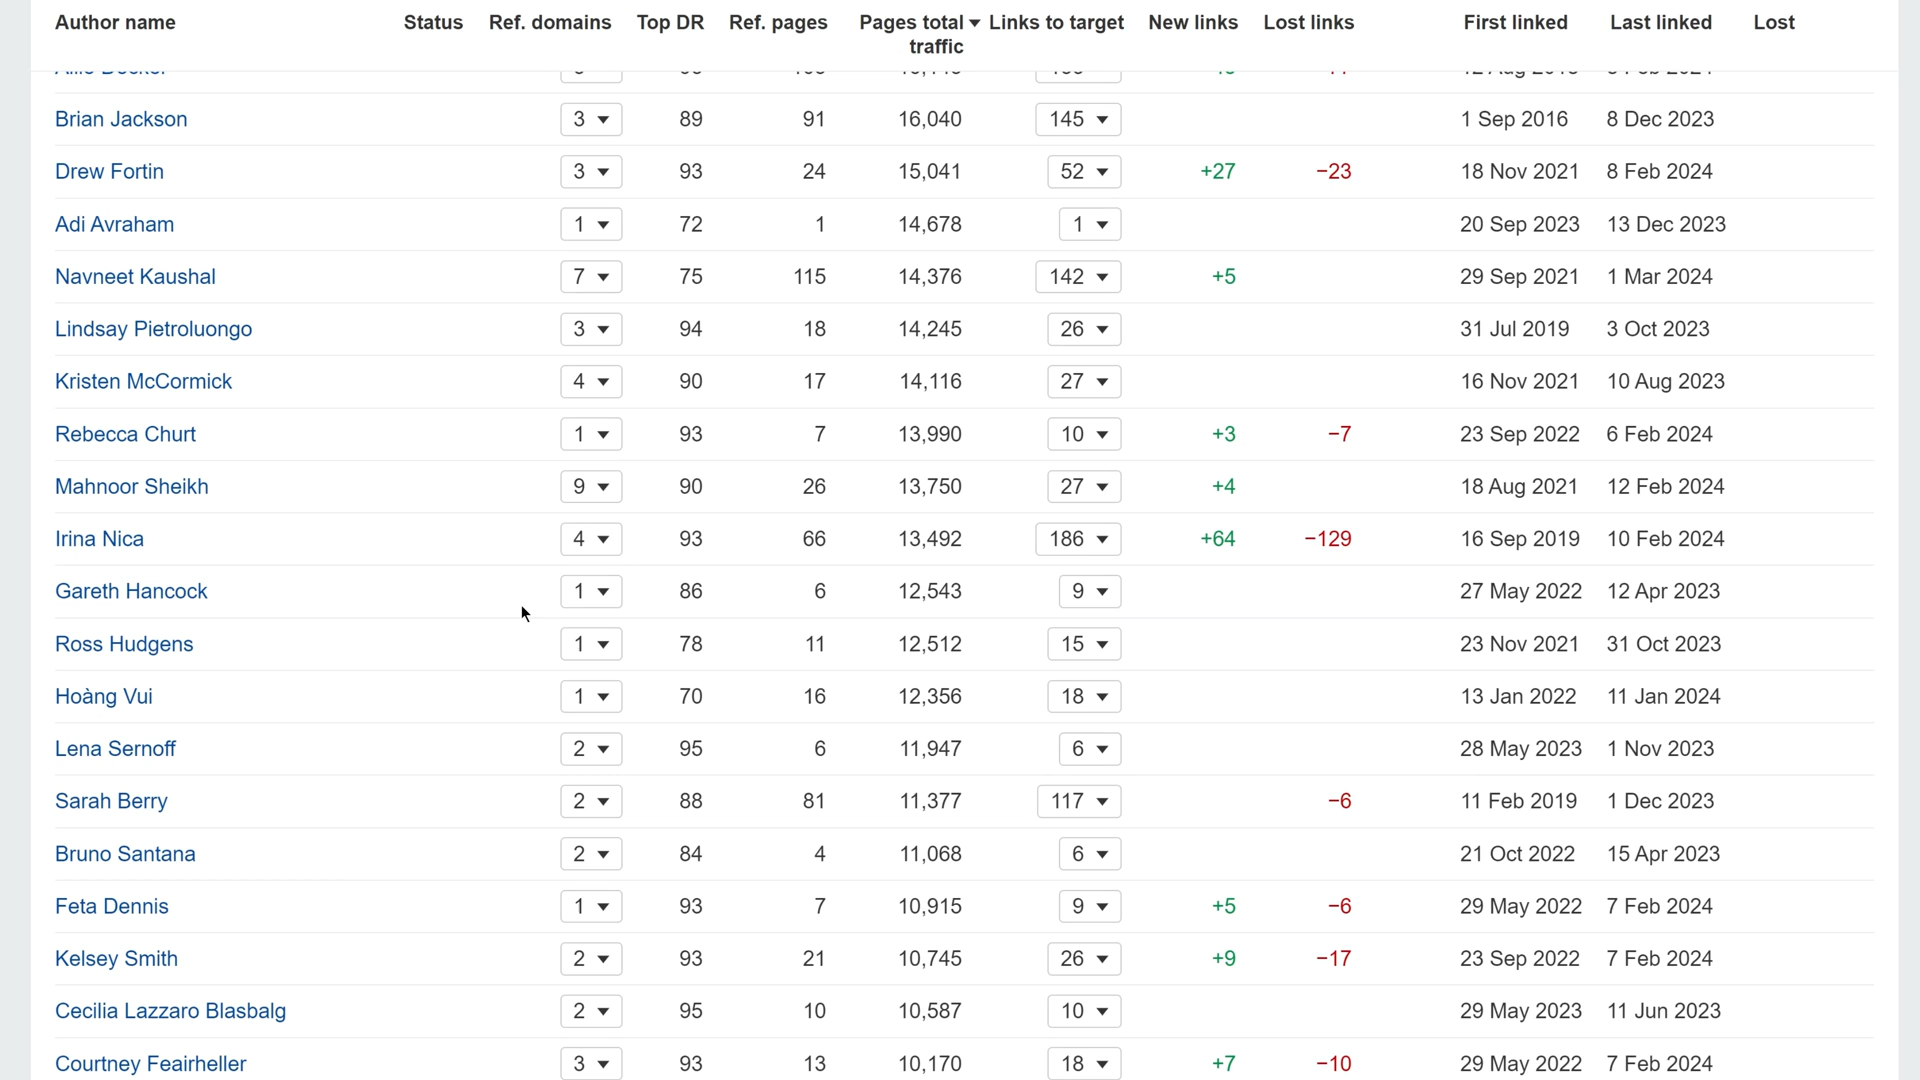 Author name Status Ref. domains Top DR Ref. pages Pages total traffic Links to target New links Lost links First linked Last linked Lost
Brian Jackson 3 89 91 16,040 145 1 Sep 2016 8 Dec 2023
Drew Fortin 3 93 24 15,041 52 +27 −23 18 Nov 2021 8 Feb 2024
Adi Avraham 1 72 1 14,678 1 20 Sep 2023 13 Dec 2023
Navneet Kaushal 7 75 115 14,376 142 +5 29 Sep 2021 1 Mar 2024
Lindsay Pietroluongo 3 94 18 14,245 26 31 Jul 2019 3 Oct 2023
Kristen McCormick 4 90 17 14,116 27 16 Nov 2021 10 Aug 2023
Rebecca Churt 1 93 7 13,990 10 +3 −7 23 Sep 2022 6 Feb 2024
Mahnoor Sheikh 9 90 26 13,750 27 +4 18 Aug 2021 12 Feb 2024
Irina Nica 4 93 66 13,492 186 +64 −129 16 Sep 2019 10 Feb 2024
Gareth Hancock 1 86 6 12,543 9 27 May 2022 12 Apr 2023
Ross Hudgens 1 78 11 12,512 15 23 Nov 2021 31 Oct 2023
Hoàng Vui 1 70 16 12,356 18 13 Jan 2022 11 Jan 2024
Lena Sernoff 2 95 6 11,947 6 28 May 2023 1 Nov 2023
Sarah Berry 2 88 81 11,377 117 −6 11 Feb 2019 1 Dec 2023
Bruno Santana 2 84 4 11,068 6 21 Oct 2022 15 Apr 2023
Feta Dennis 1 93 7 10,915 9 +5 −6 29 May 2022 7 Feb 2024
Kelsey Smith 2 93 21 10,745 26 +9 −17 23 Sep 2022 7 Feb 2024
Cecilia Lazzaro Blasbalg 2 95 10 10,587 10 29 May 2023 11 Jun 2023
Courtney Feairheller 3 93 13 10,170 18 +7 −10 29 May 2022 7 Feb 2024